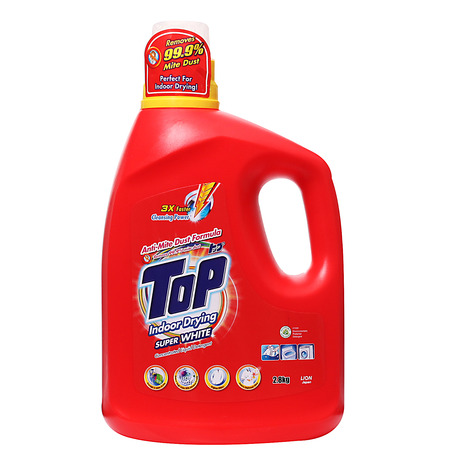 Removes
99.9%
Mite Dust
Perfect For
Indoor Drying!
3X Faster
Cleansing Power
Anti-Mite Dust Formula
TOP
Indoor Drying
SUPER WHITE
Concentrated Liquid Detergent
2.8kg
LION